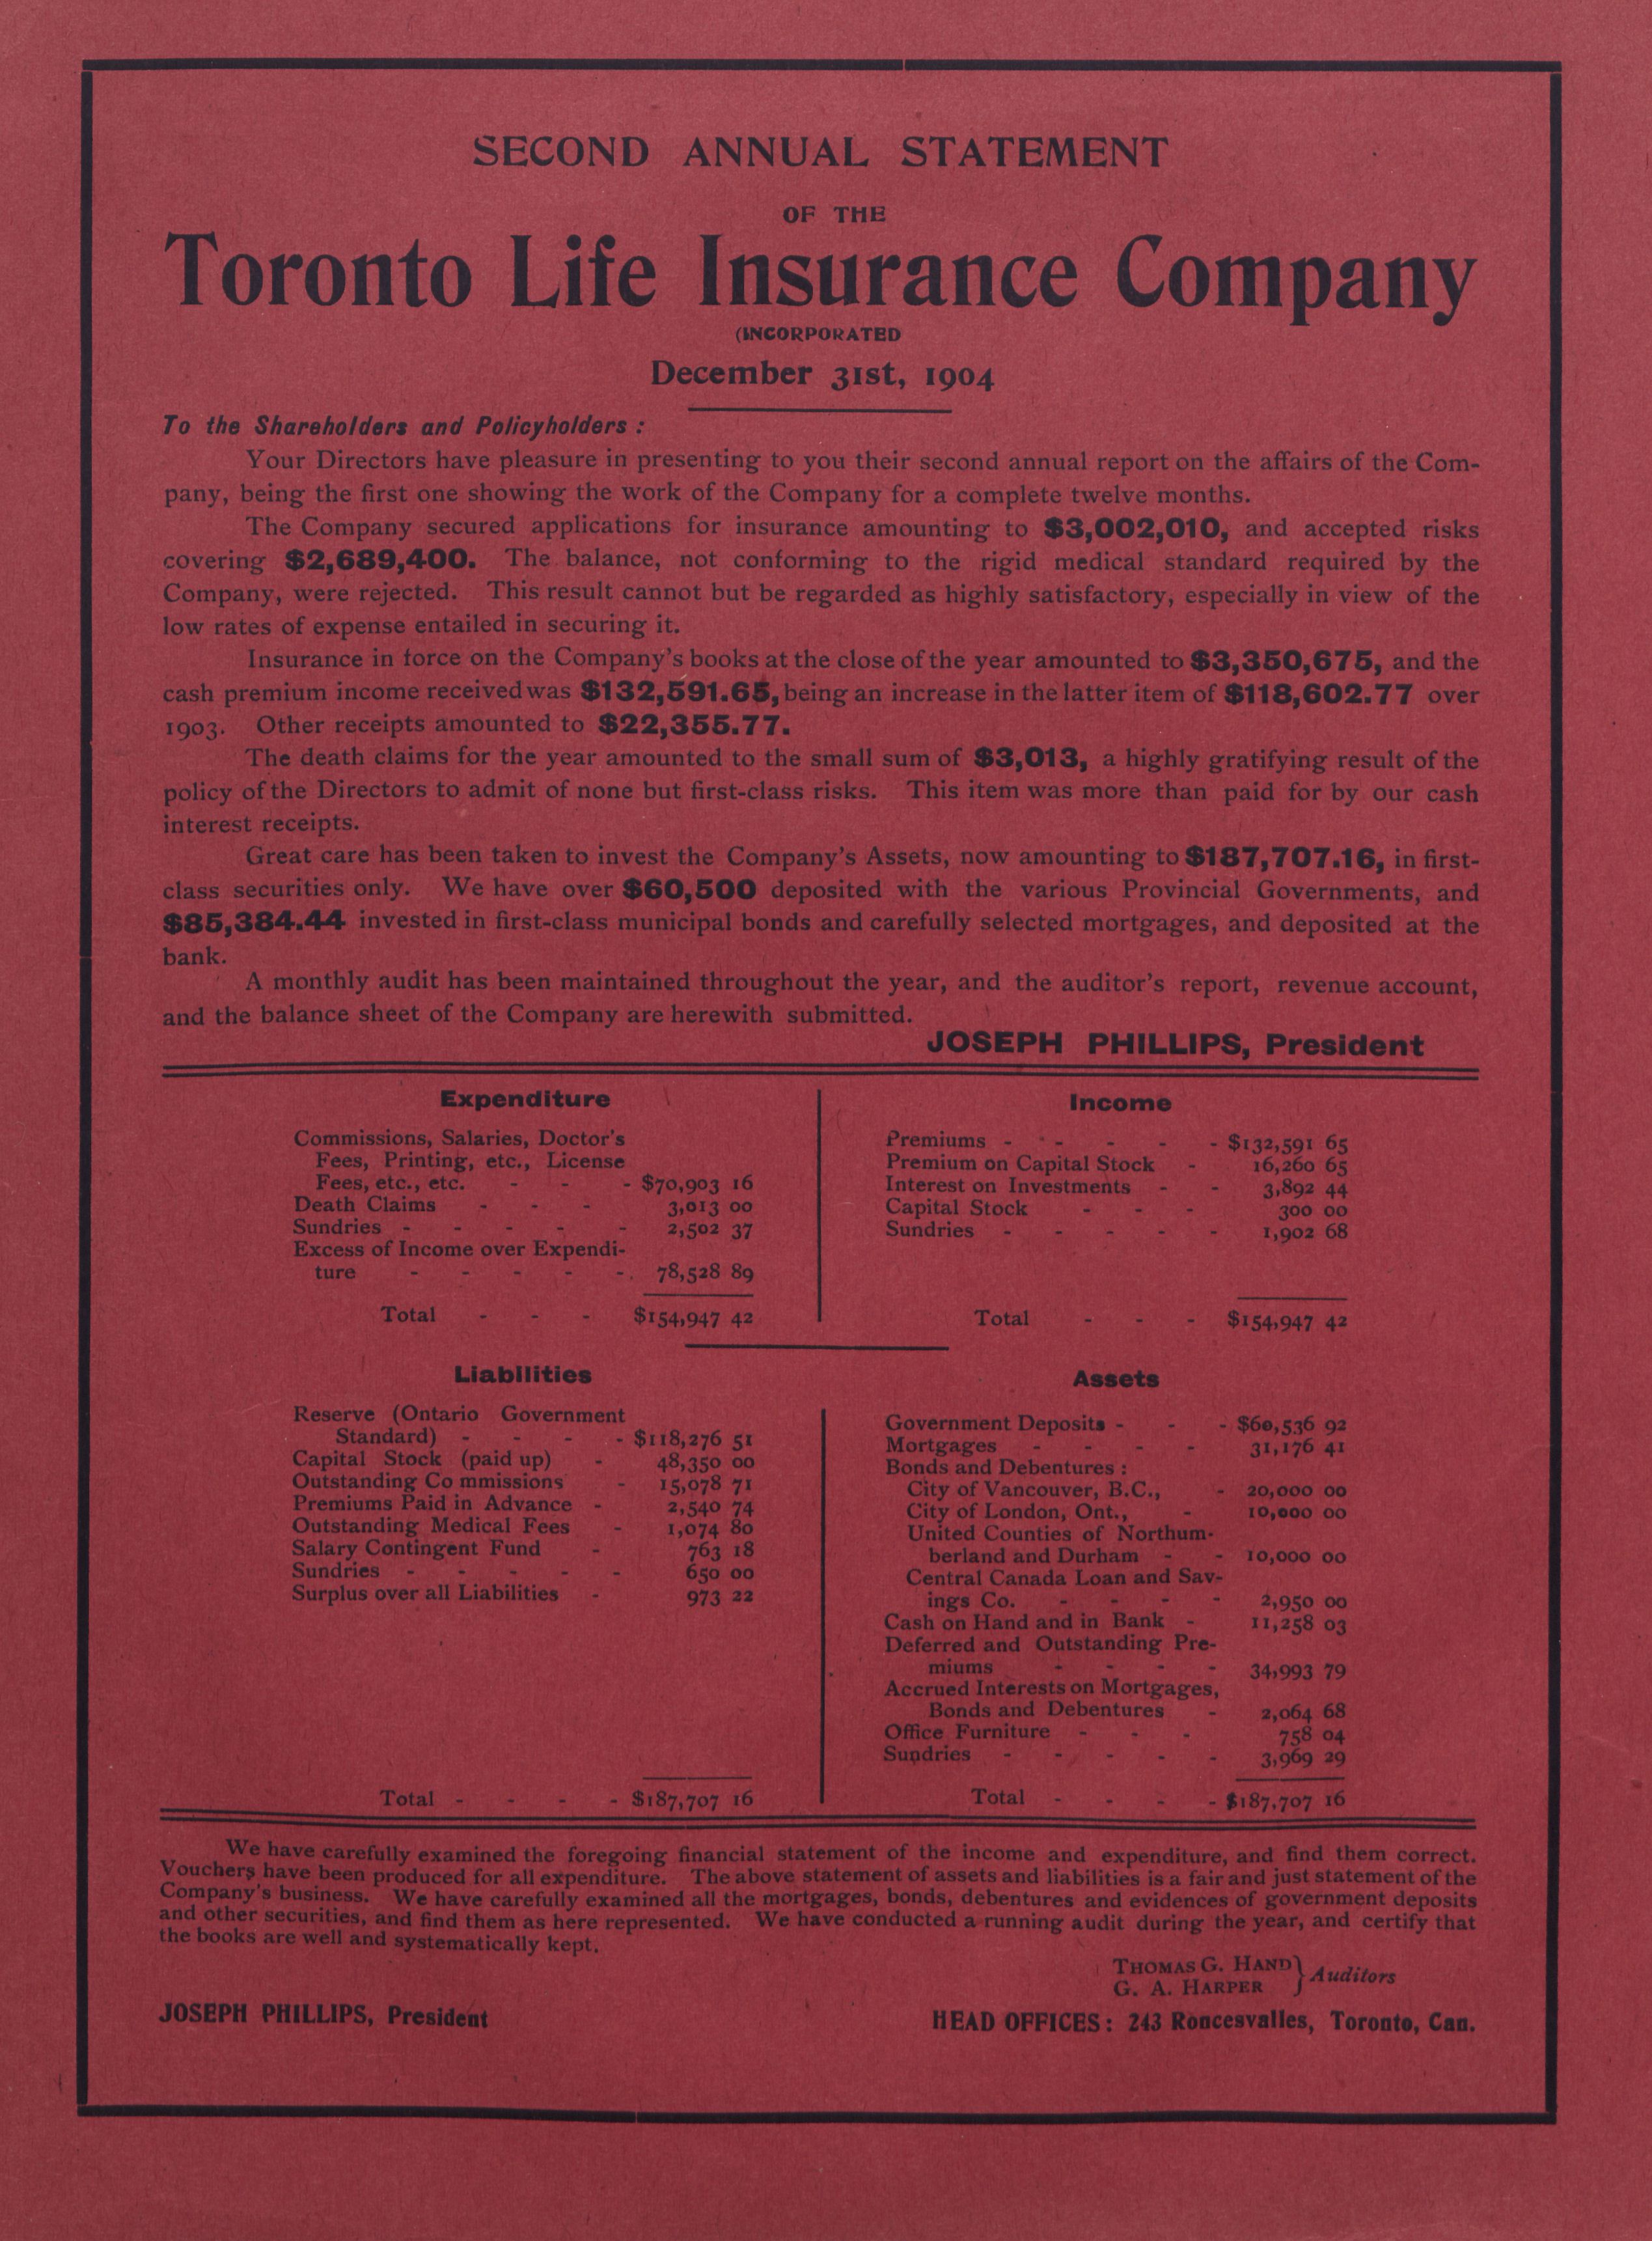 SECOND ANNUAL STATEMENT
OF THE
Toronto Life Insurance Company
(INCORPORATED
December 31st, 1904
To the Shareholders and Policyholders :
Your Directors have pleasure in presenting to you their second annual report on the affairs of the Com-
pany, being the first one showing the work of the Company for a complete twelve months.
The Company secured applications for insurance amounting to $3,002,010, and accepted risks
covering $2,689,400. The balance, not conforming to the rigid medical standard required by the
Company, were rejected. This result cannot but be regarded as highly satisfactory, especially in view of the
low rates of expense entailed in securing it.
Insurance in force on the Company's books at the close of the year amounted to $3,350,675, and the
cash premium income received was $132,591.65, being an increase in the latter item of $118,602.77 over
1903. Other receipts amounted to $22,355.77.
The death claims for the year amounted to the small sum of $3,013, a highly gratifying result of the
policy of the Directors to admit of none but first-class risks. This item was more than paid for by our cash
interest receipts.
Great care has been taken to invest the Company's Assets, now amounting to $187,707.16, in first-
class securities only. We have over $60,500 deposited with the various Provincial Governments, and
$85,384.44 invested in first-class municipal bonds and carefully selected mortgages, and deposited at the
bank.
A monthly audit has been maintained throughout the year, and the auditor's report, revenue account,
and the balance sheet of the Company are herewith submitted.
JOSEPH PHILLIPS, President
Expenditure
Commissions, Salaries, Doctor's
Fees, Printing, etc., License
Fees, etc., etc. - - - $70,903 16
Death Claims - - - 3,013 00
Sundries - - - - - 2,502 37
Excess of Income over Expendi-
ture - - - - - 78,528 89
Total - - - $154,947 42
Income
Premiums - - - - - $132,591 65
Premium on Capital Stock - 16,260 65
Interest on Investments - - 3,892 44
Capital Stock - - - 300 00
Sundries - - - - - 1,902 68
Total - - - $154,947 42
Liabilities
Reserve (Ontario Government
Standard) - - - - $118,276 51
Capital Stock (paid up) - 48,350 00
Outstanding Co mmissions - 15,078 71
Premiums Paid in Advance - 2,540 74
Outstanding Medical Fees - 1,074 80
Salary Contingent Fund - 763 18
Sundries - - - - - 650 00
Surplus over all Liabilities - 973 22
Total - - - - $187,707 16
Assets
Government Deposits - - - $60,536 92
Mortgages - - - - 31,176 41
Bonds and Debentures :
City of Vancouver, B.C., - 20,000 00
City of London, Ont., - 10,000 00
United Counties of Northum-
berland and Durham - - 10,000 00
Central Canada Loan and Sav-
ings Co. - - - - 2,950 00
Cash on Hand and in Bank - 11,258 03
Deferred and Outstanding Pre-
miums - - - - 34,993 79
Accrued Interests on Mortgages,
Bonds and Debentures - 2,064 68
Office Furniture - - - 758 04
Sundries - - - - - 3,969 29
Total - - - - $187,707 16
We have carefully examined the foregoing financial statement of the income and expenditure, and find them correct.
Vouchers have been produced for all expenditure. The above statement of assets and liabilities is a fair and just statement of the
Company's business. We have carefully examined all the mortgages, bonds, debentures and evidences of government deposits
and other securities, and find them as here represented. We have conducted a running audit during the year, and certify that
the books are well and systematically kept.
THOMAS G. HAND
G. A. HARPER } Auditors
JOSEPH PHILLIPS, President
HEAD OFFICES : 243 Roncesvalles, Toronto, Can.